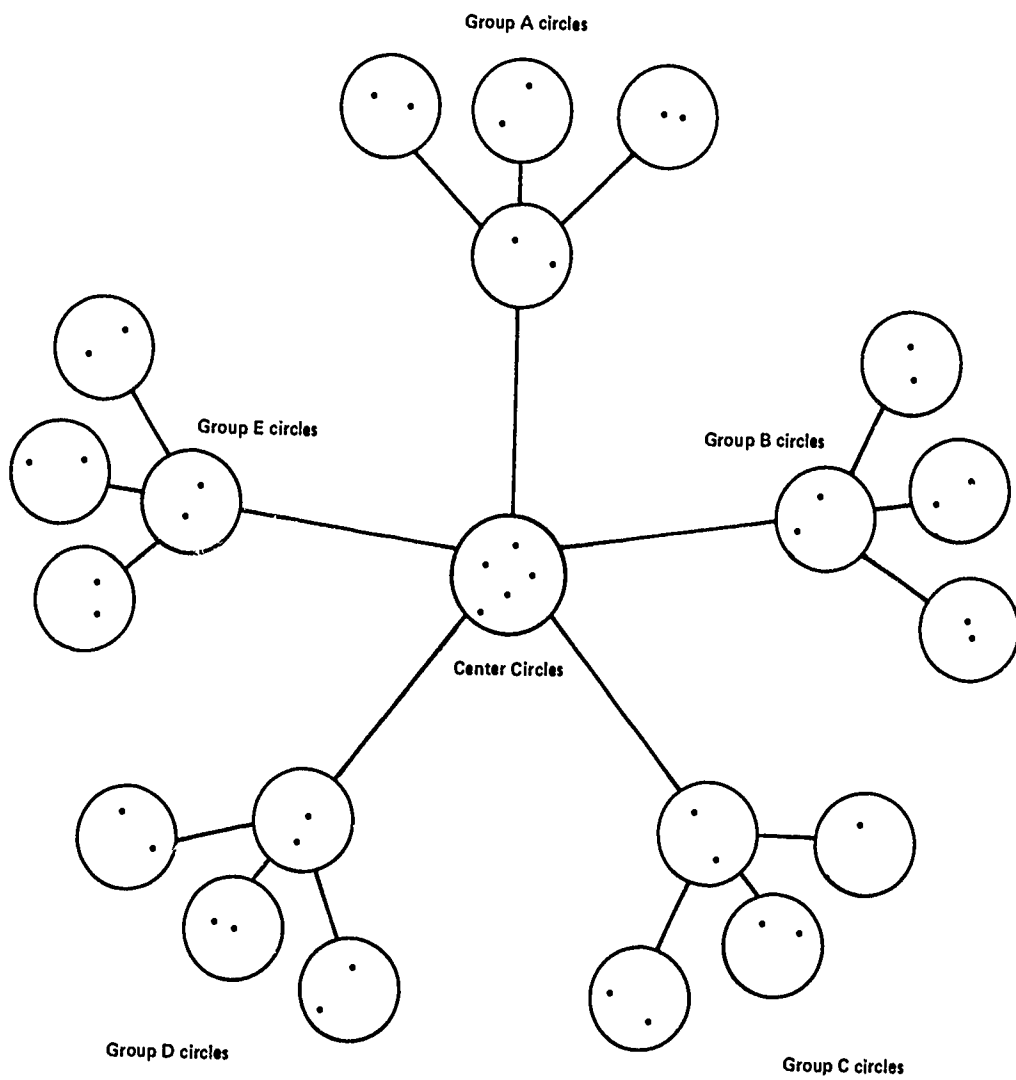 Group A circles
Group E circles
Group B circles
Center Circles
Group D circles
Group C circles